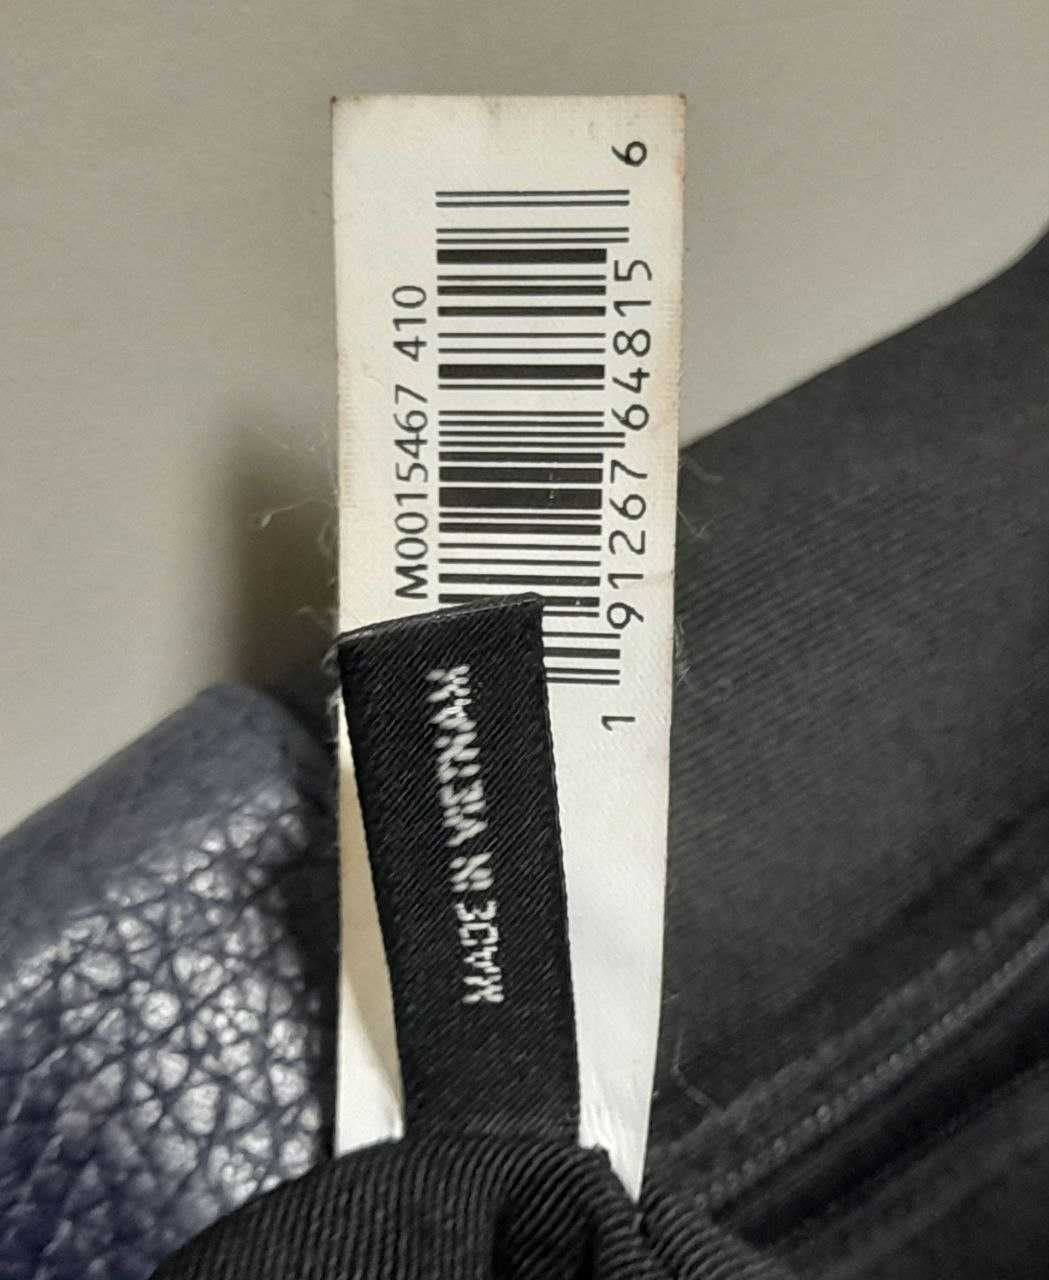 M0015467 410
1 91267 64815 6
MADE IN VIETNAM